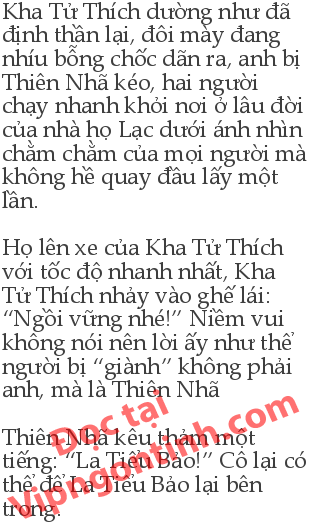 Kha Tử Thích dường như đã
định thần lại, đôi mày đang
nhíu bỗng chốc dãn ra, anh bị
Thiên Nhã kéo, hai người
chạy nhanh khỏi nơi ở lâu đời
của nhà họ Lạc dưới ánh nhìn
chằm chằm của mọi người mà
không hề quay đầu lấy một
lần.
Họ lên xe của Kha Tử Thích
với tốc độ nhanh nhất, Kha
Tử Thích nhảy vào ghế lái:
“Ngồi vững nhé!” Niềm vui
không nói nên lời ấy như thể
người bị “giành” không phải
anh, mà là Thiên Nhã
Thiên Nhã kêu thảm một
tiếng: “La Tiểu Bảo!” Cô lại có
thể để La Tiểu Bảo lại bên
trong.
Đọc tại
Vipngontinh.com